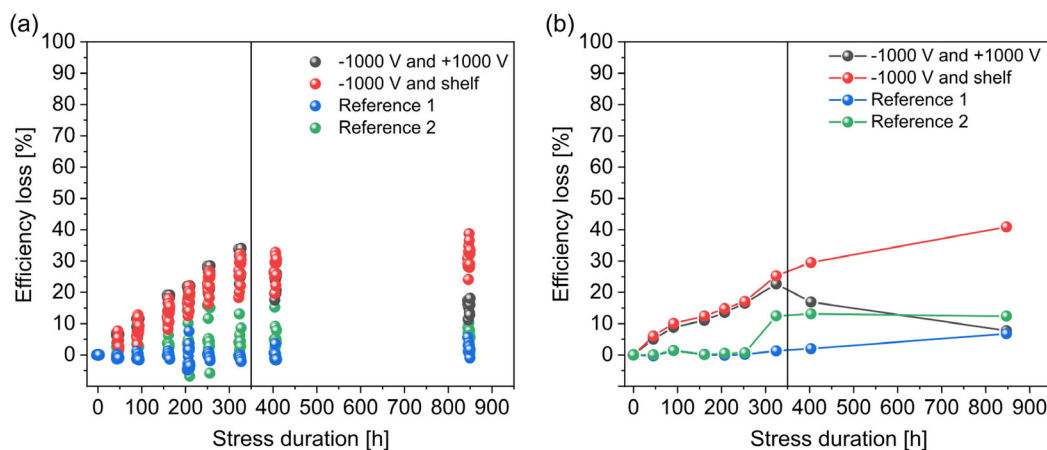 (a)
100
90
80
70
60
50
40
30
20
10
0
Efficiency loss [%]
-1000 V and +1000 V
-1000 V and shelf
Reference 1
Reference 2
0 100 200 300 400 500 600 700 800 900
Stress duration [h]
(b)
100
90
80
70
60
50
40
30
20
10
0
Efficiency loss [%]
-1000 V and +1000 V
-1000 V and shelf
Reference 1
Reference 2
0 100 200 300 400 500 600 700 800 900
Stress duration [h]